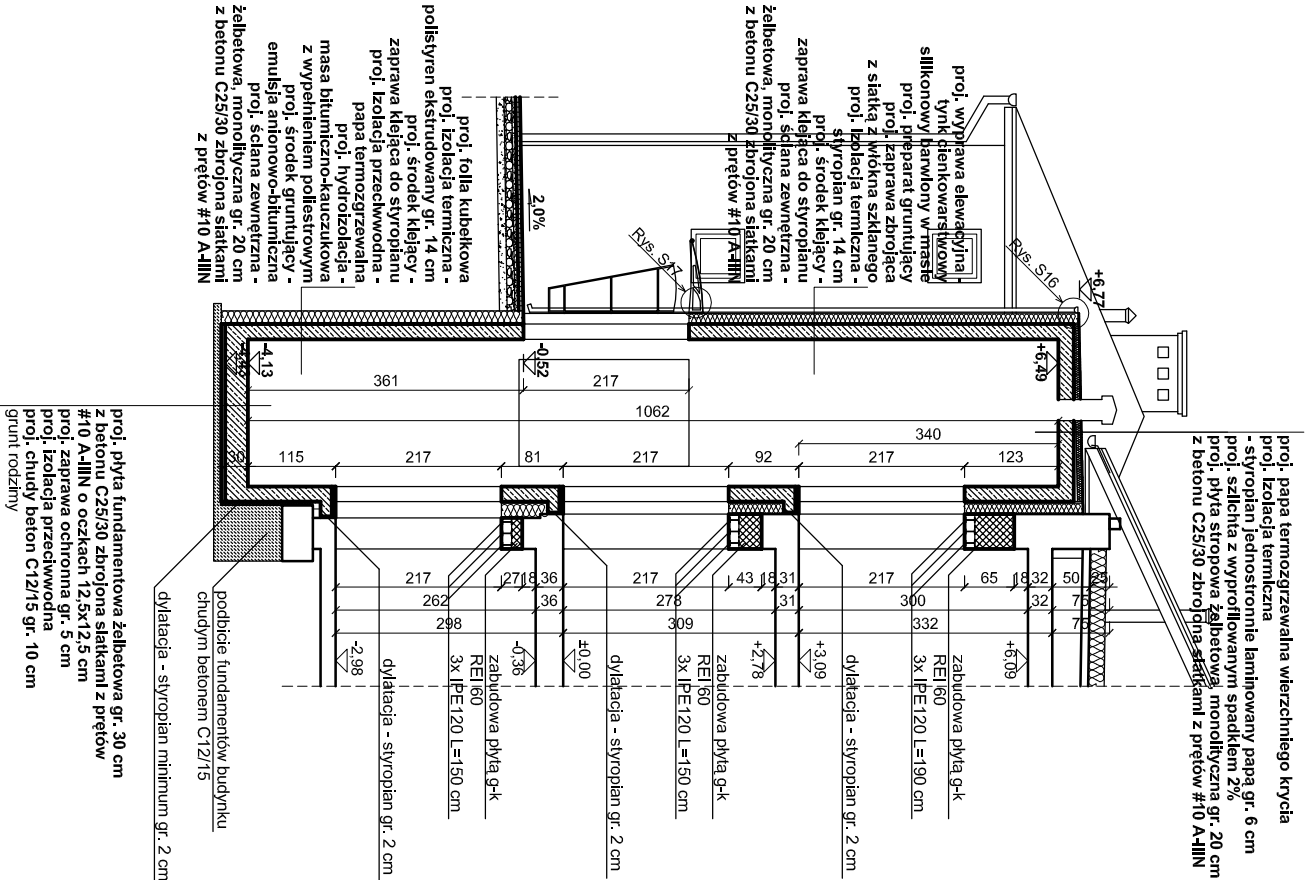 proj. papa termozgrzewalna wierzchniego krycia
proj. izolacja termiczna
- styropian jednostronnie laminowany papą gr. 6 cm
proj. szlichta z wyprofilowanym spadkiem 2%
proj. płyta stropowa żelbetowa, monolityczna gr. 20 cm
z betonu C25/30 zbrojona siatkami z prętów #10 A-IIIN
proj. wyprawa elewacyjna -
tynk cienkowarstwowy
silikonowy barwiony w masie
proj. preparat gruntujący
proj. zaprawa zbrojąca
z siatką z włókna szklanego
proj. izolacja termiczna -
styropian gr. 14 cm
proj. środek klejący -
zaprawa klejąca do styropianu
proj. ściana zewnętrzna -
żelbetowa, monolityczna gr. 20 cm
z betonu C25/30 zbrojona siatkami
z prętów #10 A-IIIN
proj. folia kubełkowa
proj. izolacja termiczna -
polistyren ekstrudowany gr. 14 cm
proj. środek klejący -
zaprawa klejąca do styropianu
proj. izolacja przeciwwodna -
papa termozgrzewalna
proj. hydroizolacja -
masa bitumiczno-kauczukowa
z wypełnieniem poliestrowym
proj. środek gruntujący -
emulsja anionowo-bitumiczna
proj. ściana zewnętrzna -
żelbetowa, monolityczna gr. 20 cm
z betonu C25/30 zbrojona siatkami
z prętów #10 A-IIIN
Rys. S16
Rys. S17
2,0%
+6,77
+6,49
-0,52
-4,13
361
217
1062
340
30
115
217
81
217
92
217
123
217
27
18
36
217
43
18
31
217
65
18
32
50
25
262
36
278
31
300
32
75
298
309
332
75
-2,98
-0,36
±0,00
+2,78
+3,09
+6,09
zabudowa płytą g-k
REI 60
3x IPE120 L=190 cm
dylatacja - styropian gr. 2 cm
zabudowa płytą g-k
REI 60
3x IPE120 L=150 cm
dylatacja - styropian gr. 2 cm
zabudowa płytą g-k
REI 60
3x IPE120 L=150 cm
dylatacja - styropian gr. 2 cm
podbicie fundamentów budynku
chudym betonem C12/15
dylatacja - styropian minimum gr. 2 cm
proj. płyta fundamentowa żelbetowa gr. 30 cm
z betonu C25/30 zbrojona siatkami z prętów
#10 A-IIIN o oczkach 12,5x12,5 cm
proj. zaprawa ochronna gr. 5 cm
proj. izolacja przeciwwodna
proj. chudy beton C12/15 gr. 10 cm
grunt rodzimy